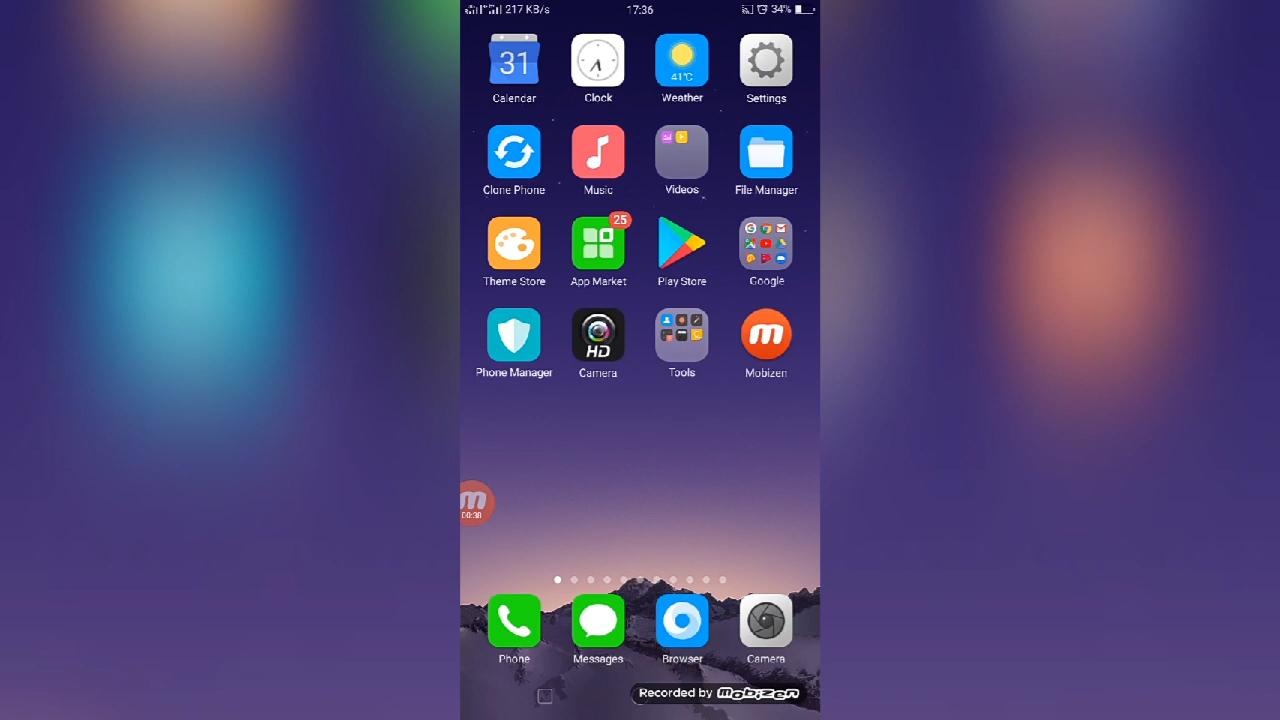 217 KB/s 17:36 34%
31 41°C
Calendar Clock Weather Settings
Clone Phone Music Videos File Manager
25
Theme Store App Market Play Store Google
HD
Phone Manager Camera Tools Mobizen
00:38
Phone Messages Browser Camera
Recorded by mobizen